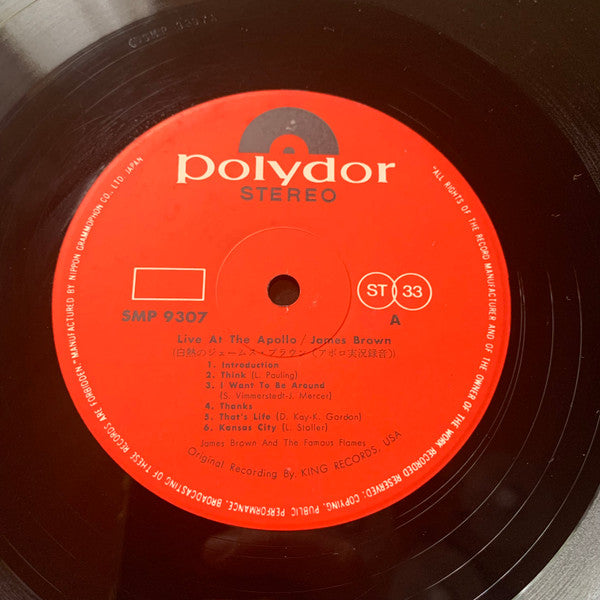 polydor
STEREO
ST 33
SMP 9307
A
Live At The Apollo / James Brown
(白熱のジェームス・ブラウン〈アポロ実況録音〉)
1. Introduction
2. Think (L. Pauling)
3. I Want To Be Around
(S. Vimmerstedt-J. Mercer)
4. Thanks
5. That's Life (D. Kay-K. Gordon)
6. Kansas City (L. Stoller)
James Brown And The Famous Flames
Original Recording By: KING RECORDS, USA
"ALL RIGHTS OF THE RECORD MANUFACTURER AND OF THE OWNER OF THE WORK RECORDED RESERVED: COPYING, PUBLIC PERFORMANCE, BROADCASTING OF THESE RECORDS ARE FORBIDDEN" MANUFACTURED BY NIPPON GRAMMOPHON CO., LTD. JAPAN